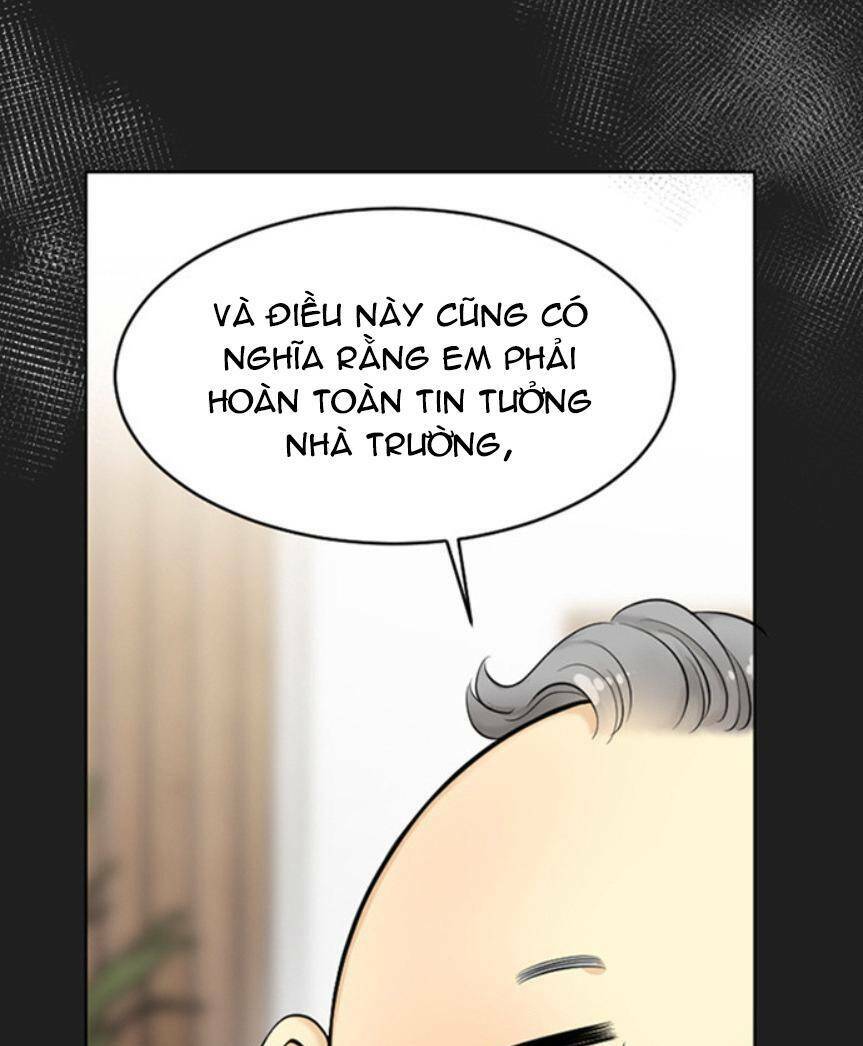 VÀ ĐIỀU NÀY CŨNG CÓ
NGHĨA RẰNG EM PHẢI
HOÀN TOÀN TIN TƯỞNG
NHÀ TRƯỜNG,